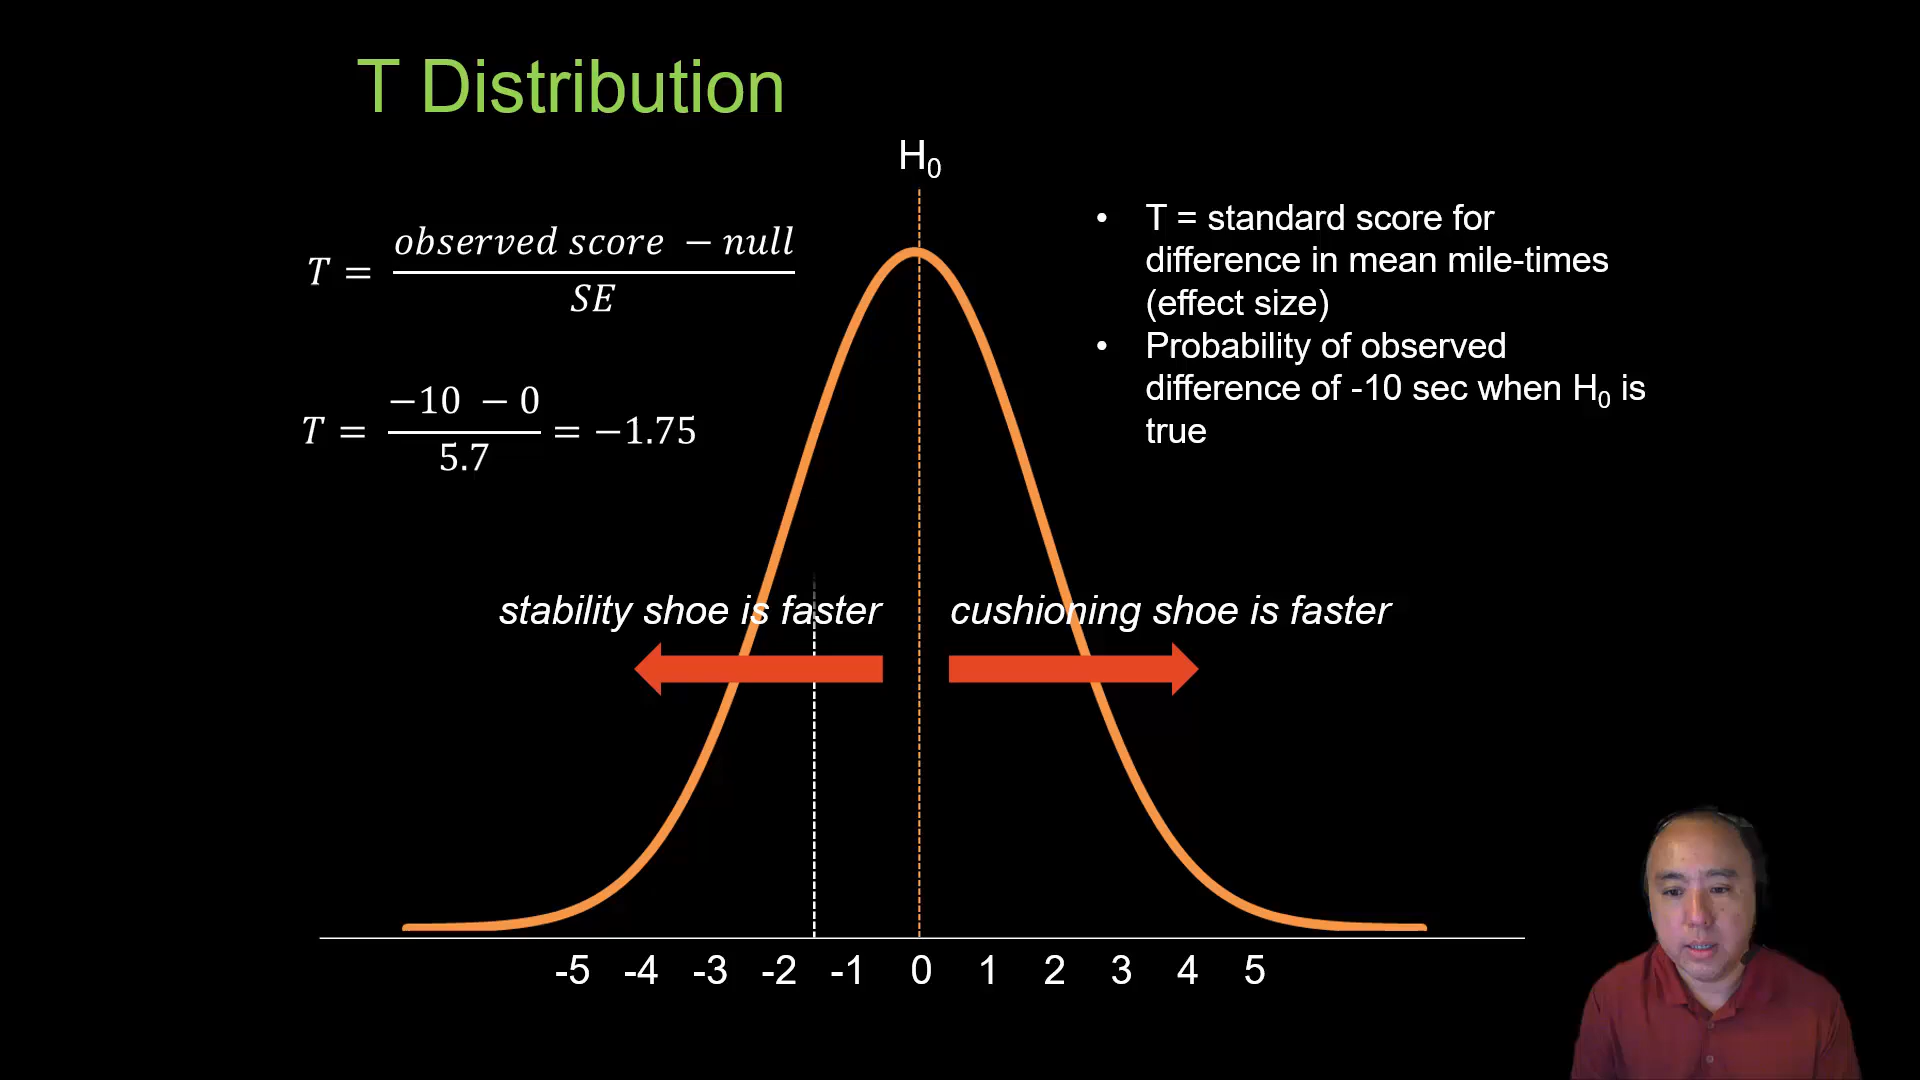 T Distribution
H₀
T = observed score − null / SE
T = −10 − 0 / 5.7 = −1.75
• T = standard score for
difference in mean mile-times
(effect size)
• Probability of observed
difference of -10 sec when H₀ is
true
stability shoe is faster
cushioning shoe is faster
-5 -4 -3 -2 -1 0 1 2 3 4 5